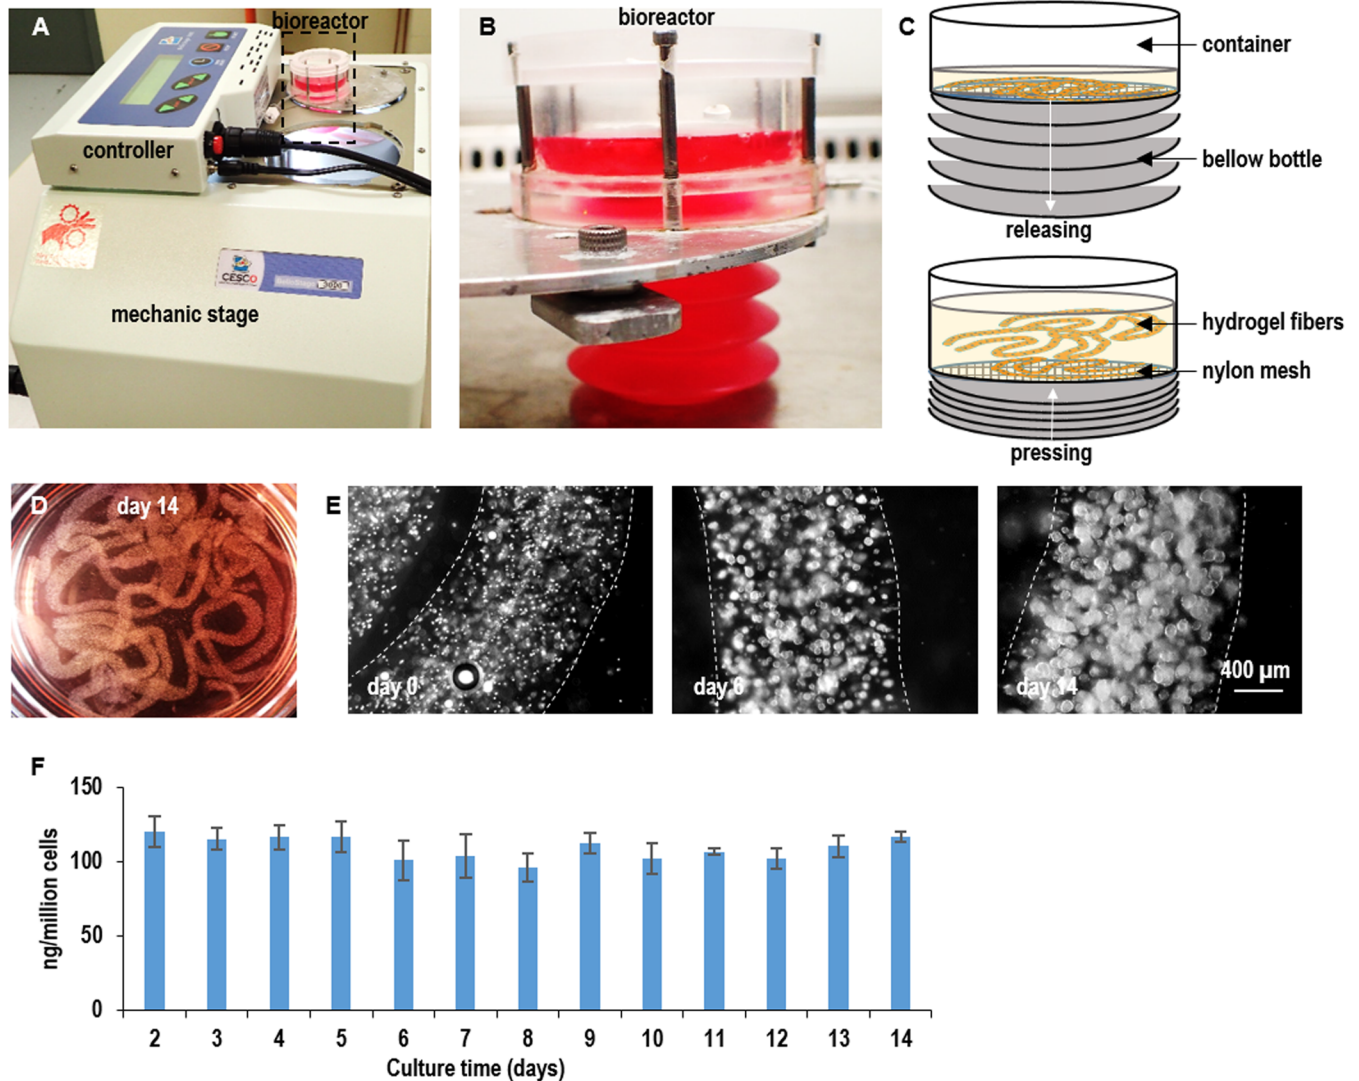 A
bioreactor
controller
CESCO
mechanic stage
B
bioreactor
C
container
bellow bottle
releasing
hydrogel fibers
nylon mesh
pressing
D
day 14
E
day 0
day 6
day 14
400 µm
F
ng/million cells
150
100
50
0
2 3 4 5 6 7 8 9 10 11 12 13 14
Culture time (days)